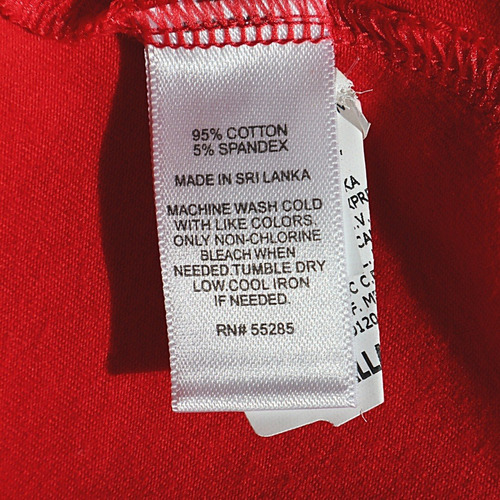 95% COTTON
5% SPANDEX
MADE IN SRI LANKA
MACHINE WASH COLD
WITH LIKE COLORS.
ONLY NON-CHLORINE
BLEACH WHEN
NEEDED.TUMBLE DRY
LOW.COOL IRON
IF NEEDED.
RN# 55285